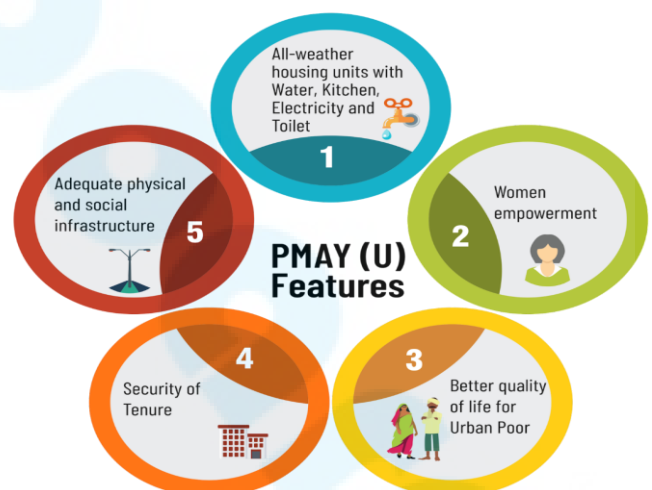 All-weather
housing units with
Water, Kitchen,
Electricity and
Toilet
1
Women
empowerment
2
3
Better quality
of life for
Urban Poor
4
Security of
Tenure
Adequate physical
and social
infrastructure
5
PMAY (U)
Features